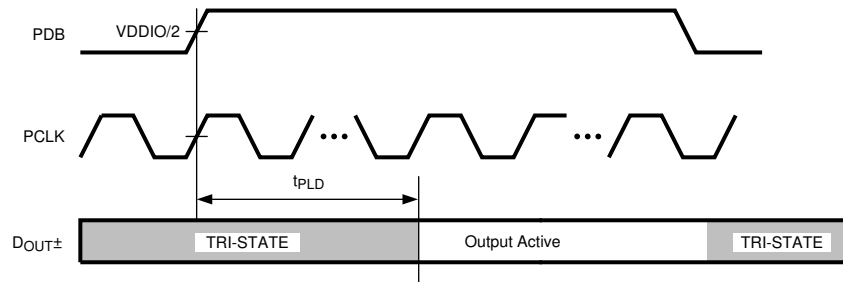 PDB
VDDIO/2
PCLK
tPLD
DOUT±
TRI-STATE
Output Active
TRI-STATE